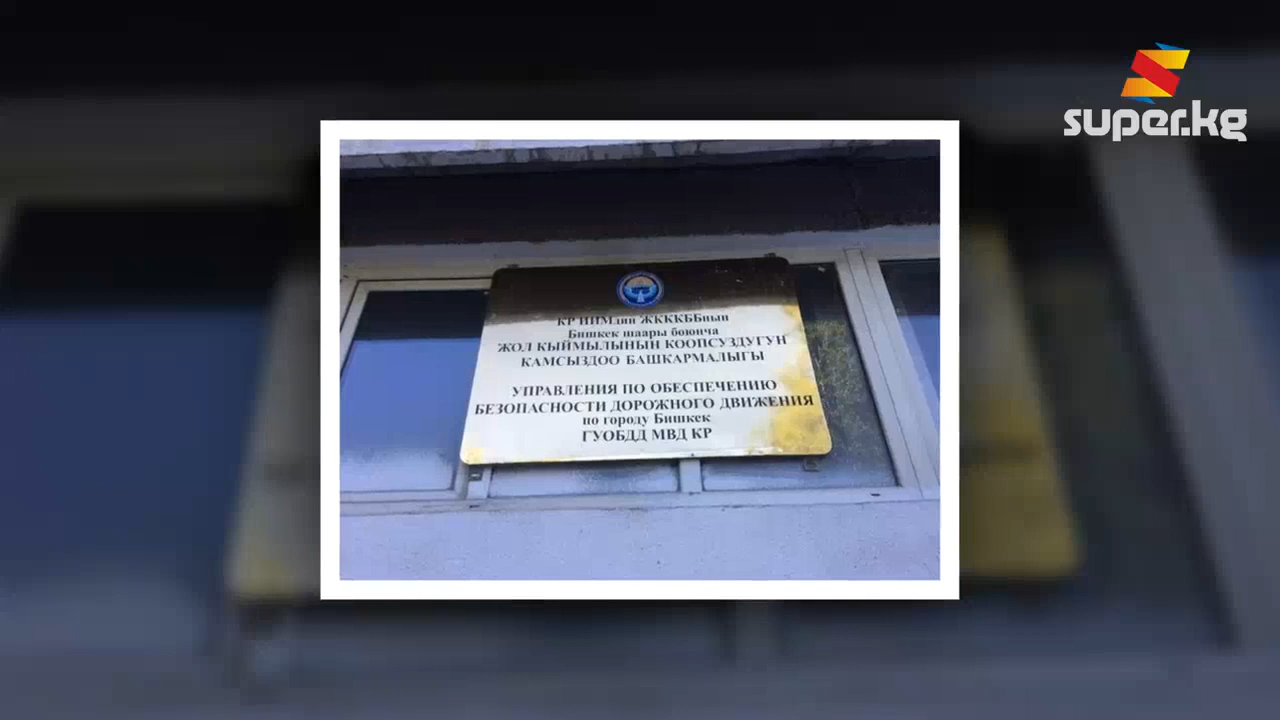 super.kg
КР ИИМдин ЖКККББнын
Бишкек шаары боюнча
ЖОЛ КЫЙМЫЛЫНЫН КООПСУЗДУГУН
КАМСЫЗДОО БАШКАРМАЛЫГЫ
УПРАВЛЕНИЯ ПО ОБЕСПЕЧЕНИЮ
БЕЗОПАСНОСТИ ДОРОЖНОГО ДВИЖЕНИЯ
по городу Бишкек
ГУОБДД МВД КР